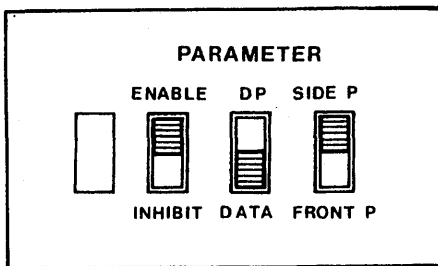 PARAMETER
ENABLE DP SIDE P
INHIBIT DATA FRONT P